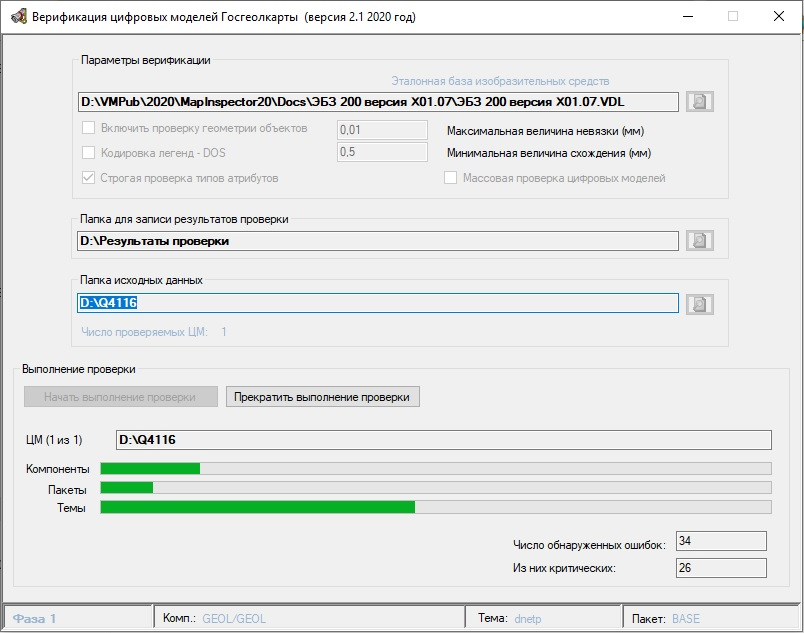 Верификация цифровых моделей Госгеолкарты (версия 2.1 2020 год)
Параметры верификации
Эталонная база изобразительных средств
D:\VMPub\2020\MapInspector20\Docs\ЭБЗ 200 версия X01.07\ЭБЗ 200 версия X01.07.VDL
Включить проверку геометрии объектов 0,01 Максимальная величина невязки (мм)
Кодировка легенд - DOS 0,5 Минимальная величина схождения (мм)
Строгая проверка типов атрибутов Массовая проверка цифровых моделей
Папка для записи результатов проверки
D:\Результаты проверки
Папка исходных данных
D:\Q4116
Число проверяемых ЦМ: 1
Выполнение проверки
Начать выполнение проверки Прекратить выполнение проверки
ЦМ (1 из 1) D:\Q4116
Компоненты
Пакеты
Темы
Число обнаруженных ошибок: 34
Из них критических: 26
Фаза 1 Комп.: GEOL/GEOL Тема: dnetp Пакет: BASE